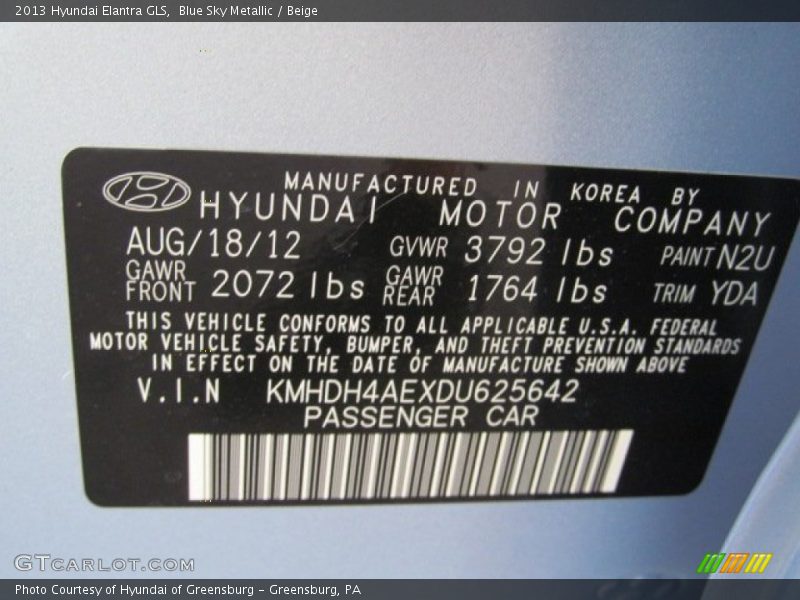 2013 Hyundai Elantra GLS,  Blue Sky Metallic / Beige
MANUFACTURED IN KOREA BY
HYUNDAI MOTOR COMPANY
AUG/18/12 GVWR 3792 lbs PAINT N2U
GAWR FRONT 2072 lbs GAWR REAR 1764 lbs TRIM YDA
THIS VEHICLE CONFORMS TO ALL APPLICABLE U.S.A. FEDERAL
MOTOR VEHICLE SAFETY, BUMPER, AND THEFT PREVENTION STANDARDS
IN EFFECT ON THE DATE OF MANUFACTURE SHOWN ABOVE
V.I.N KMHDH4AEXDU625642
PASSENGER CAR
GTCARLOT.COM
Photo Courtesy of Hyundai of Greensburg - Greensburg, PA